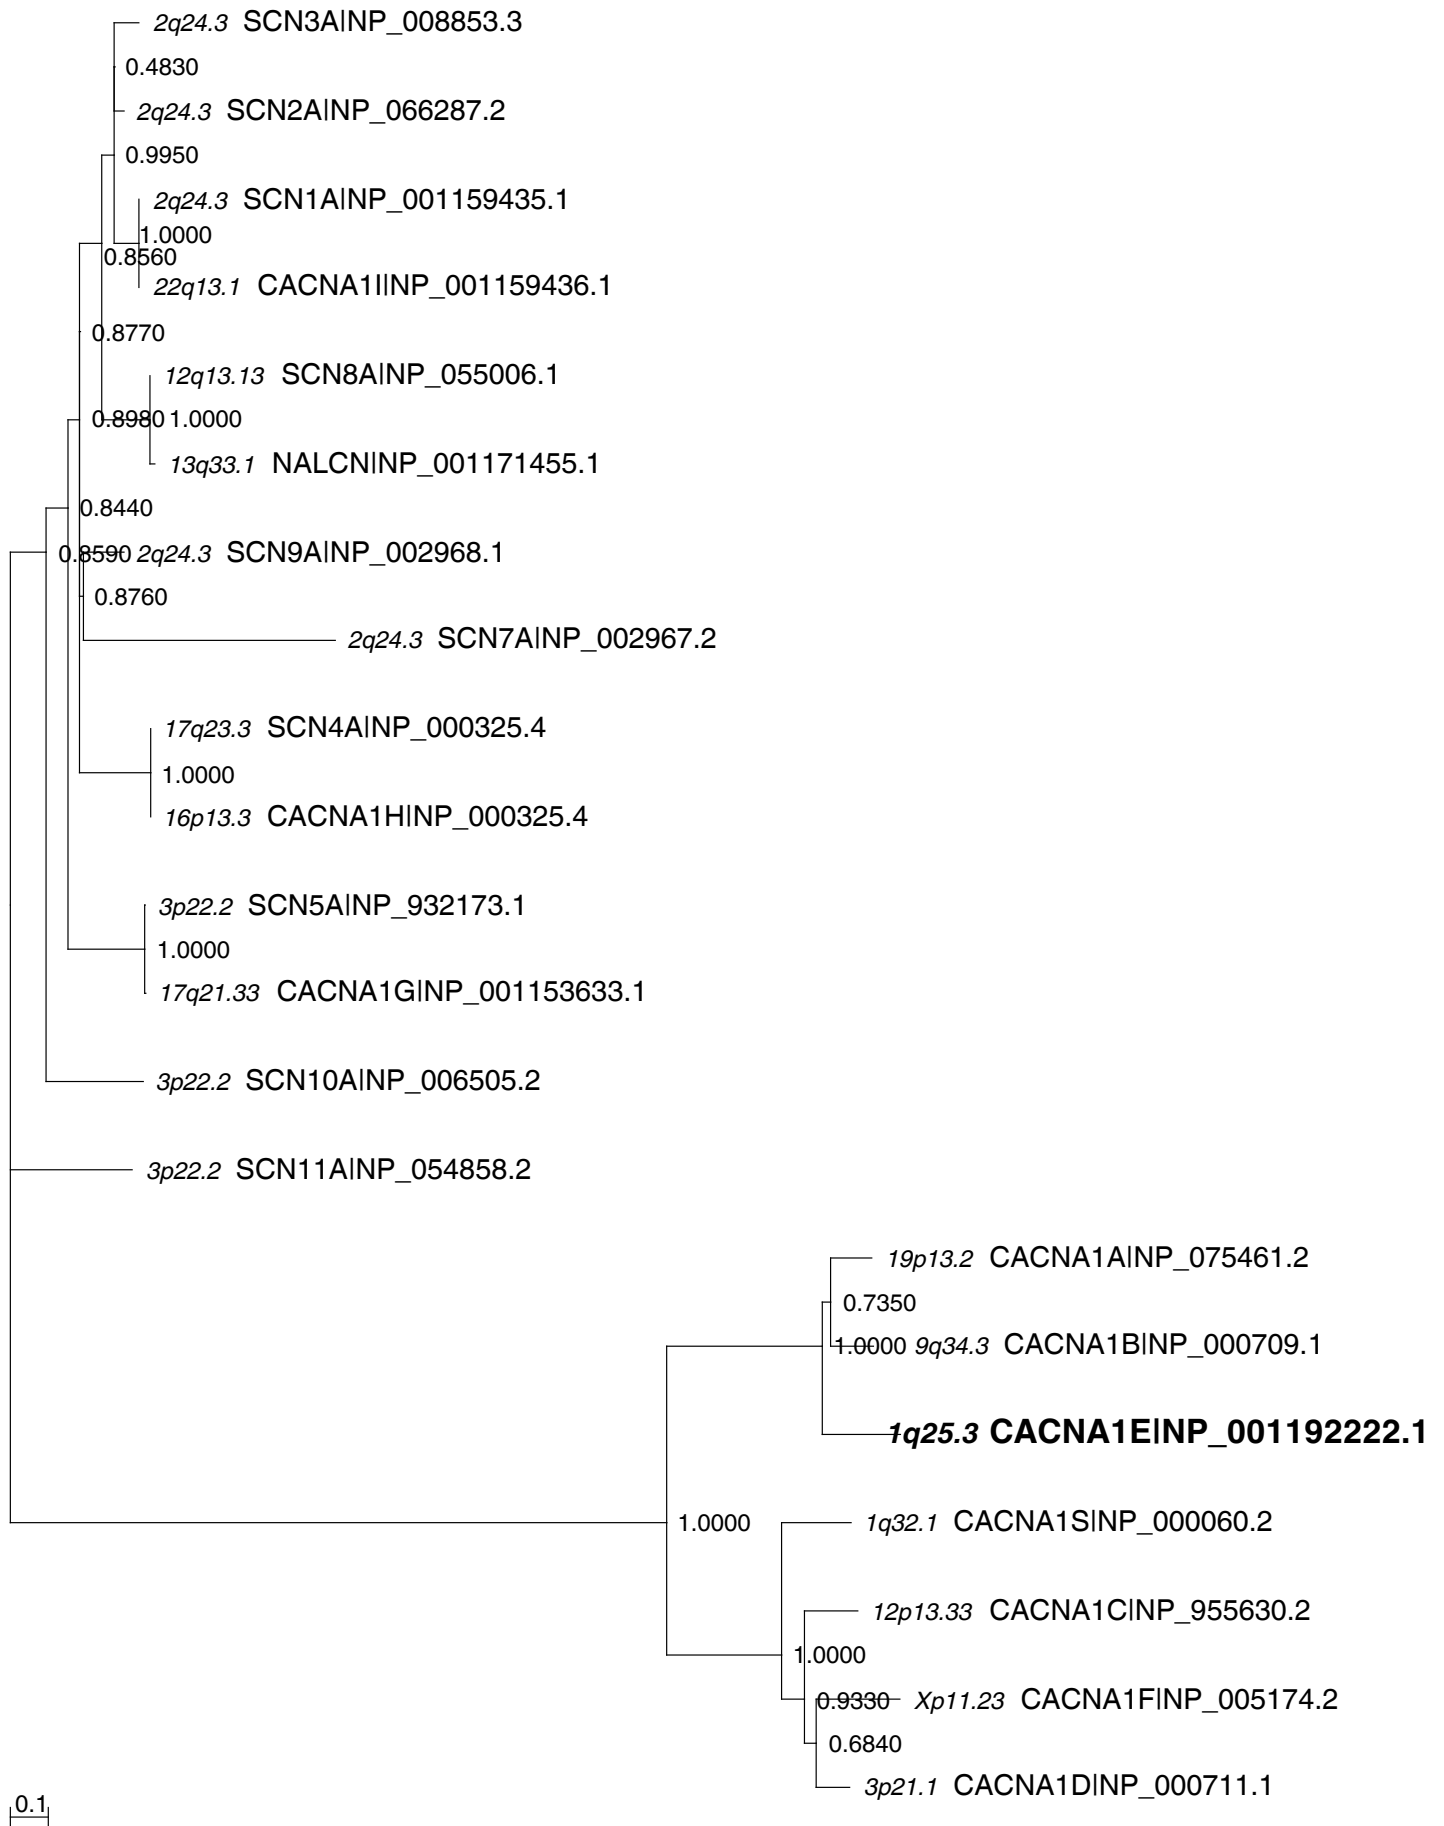 2q24.3 SCN3A|NP_008853.3
0.4830
2q24.3 SCN2A|NP_066287.2
0.9950
2q24.3 SCN1A|NP_001159435.1
1.0000
0.8560
22q13.1 CACNA1I|NP_001159436.1
0.8770
12q13.13 SCN8A|NP_055006.1
0.8980 1.0000
13q33.1 NALCN|NP_001171455.1
0.8440
0.8590 2q24.3 SCN9A|NP_002968.1
0.8760
2q24.3 SCN7A|NP_002967.2
17q23.3 SCN4A|NP_000325.4
1.0000
16p13.3 CACNA1H|NP_000325.4
3p22.2 SCN5A|NP_932173.1
1.0000
17q21.33 CACNA1G|NP_001153633.1
3p22.2 SCN10A|NP_006505.2
3p22.2 SCN11A|NP_054858.2
19p13.2 CACNA1A|NP_075461.2
0.7350
1.0000 9q34.3 CACNA1B|NP_000709.1
1q25.3 CACNA1E|NP_001192222.1
1.0000
1q32.1 CACNA1S|NP_000060.2
12p13.33 CACNA1C|NP_955630.2
1.0000
0.9330 Xp11.23 CACNA1F|NP_005174.2
0.6840
3p21.1 CACNA1D|NP_000711.1
0.1